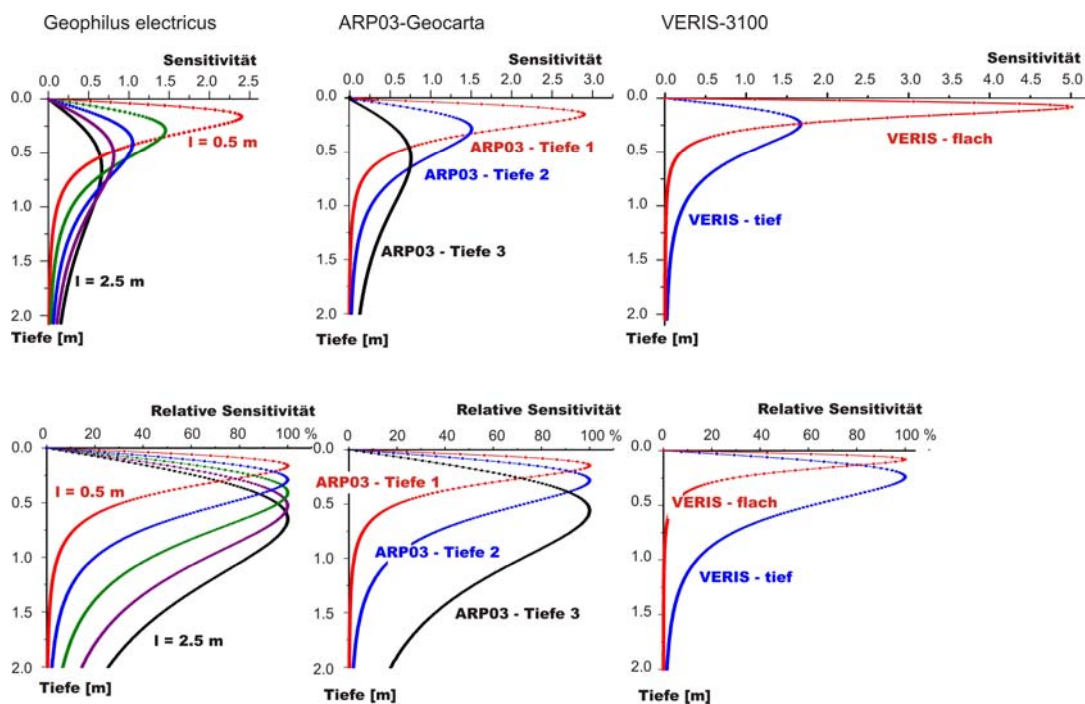 Geophilus electricus
ARP03-Geocarta
VERIS-3100
Sensitivität
0.0 0.5 1.0 1.5 2.0 2.5
0.0
0.5
1.0
1.5
2.0
I = 0.5 m
I = 2.5 m
Tiefe [m]
Sensitivität
0.0 0.5 1.0 1.5 2.0 2.5 3.0
0.0
0.5
1.0
1.5
2.0
ARP03 - Tiefe 1
ARP03 - Tiefe 2
ARP03 - Tiefe 3
Tiefe [m]
Sensitivität
0.0 0.5 1.0 1.5 2.0 2.5 3.0 3.5 4.0 4.5 5.0
0.0
0.5
1.0
1.5
2.0
VERIS - flach
VERIS - tief
Tiefe [m]
Relative Sensitivität
0 20 40 60 80 100 %
0.0
0.5
1.0
1.5
2.0
I = 0.5 m
I = 2.5 m
Tiefe [m]
Relative Sensitivität
0 20 40 60 80 100 %
0.0
0.5
1.0
1.5
2.0
ARP03 - Tiefe 1
ARP03 - Tiefe 2
ARP03 - Tiefe 3
Tiefe [m]
Relative Sensitivität
0 20 40 60 80 100 %
0.0
0.5
1.0
1.5
2.0
VERIS - flach
VERIS - tief
Tiefe [m]